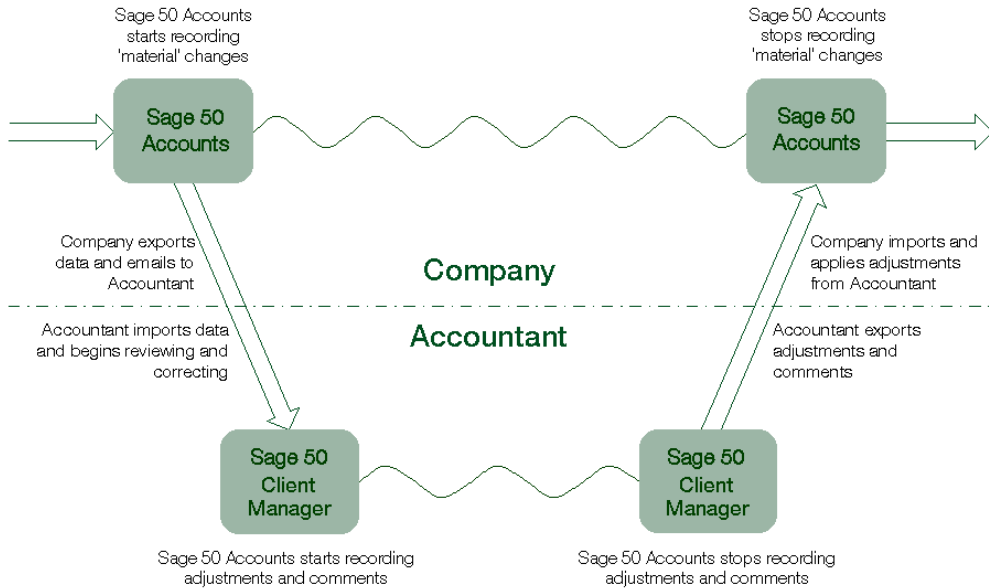 Sage 50 Accounts
starts recording
'material' changes
Sage 50 Accounts
stops recording
'material' changes
Sage 50
Accounts
Sage 50
Accounts
Company exports
data and emails to
Accountant
Company
Company imports and
applies adjustments
from Accountant
Accountant imports data
and begins reviewing and
correcting
Accountant
Accountant exports
adjustments and
comments
Sage 50
Client
Manager
Sage 50
Client
Manager
Sage 50 Accounts starts recording
adjustments and comments
Sage 50 Accounts stops recording
adjustments and comments